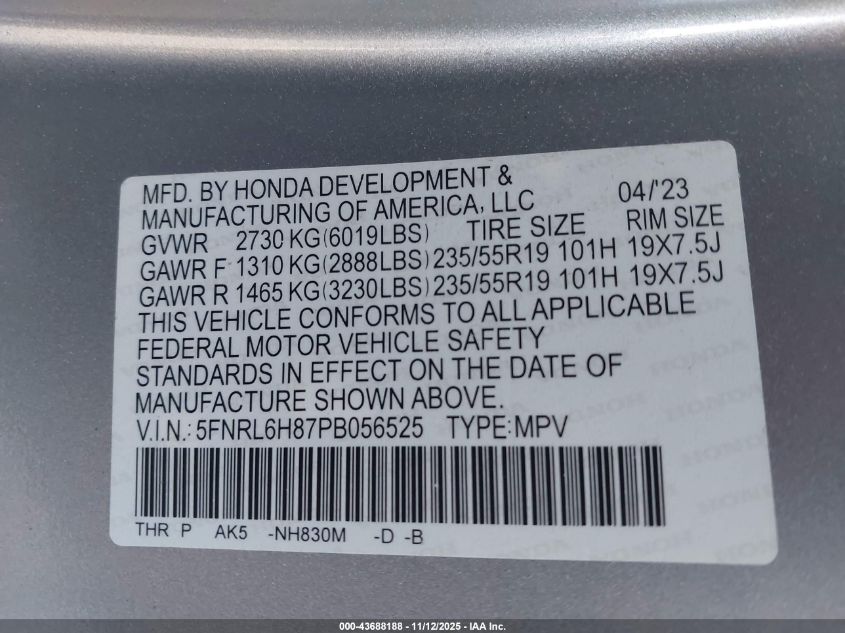 MFD. BY HONDA DEVELOPMENT &
MANUFACTURING OF AMERICA, LLC 04/'23
GVWR 2730 KG(6019LBS) TIRE SIZE RIM SIZE
GAWR F 1310 KG(2888LBS) 235/55R19 101H 19X7.5J
GAWR R 1465 KG(3230LBS) 235/55R19 101H 19X7.5J
THIS VEHICLE CONFORMS TO ALL APPLICABLE
FEDERAL MOTOR VEHICLE SAFETY
STANDARDS IN EFFECT ON THE DATE OF
MANUFACTURE SHOWN ABOVE.
V.I.N.: 5FNRL6H87PB056525 TYPE:MPV
THR P AK5 -NH830M -D -B
000-43688188 - 11/12/2025 - IAA Inc.